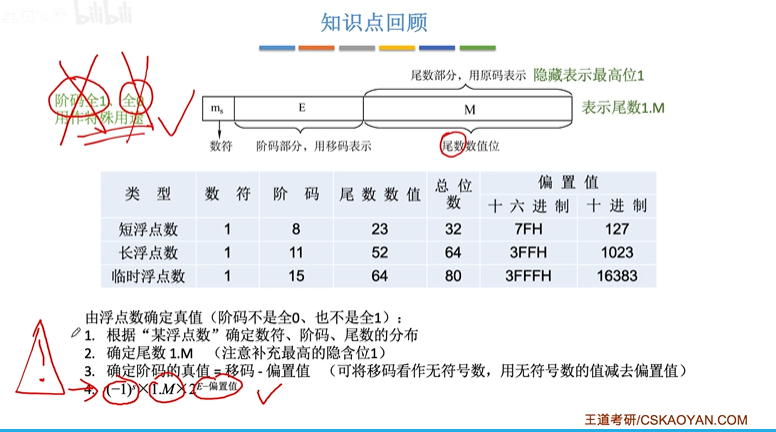 bilibili
知识点回顾
尾数部分，用原码表示 隐藏表示最高位1
阶码全1、全0
用作特殊用途
mₛ E M 表示尾数1.M
数符 阶码部分，用移码表示 尾数数值位
类 型 数 符 阶 码 尾 数 数 值 总 位 数 偏 置 值
十 六 进 制 十 进 制
短浮点数 1 8 23 32 7FH 127
长浮点数 1 11 52 64 3FFH 1023
临时浮点数 1 15 64 80 3FFFH 16383
由浮点数确定真值（阶码不是全0、也不是全1）：
1. 根据“某浮点数”确定数符、阶码、尾数的分布
2. 确定尾数 1.M （注意补充最高的隐含位1）
3. 确定阶码的真值 = 移码 - 偏置值 （可将移码看作无符号数，用无符号数的值减去偏置值）
4. (−1)ˢ×1.M×2^(E−偏置值)
王道考研/CSKAOYAN.COM